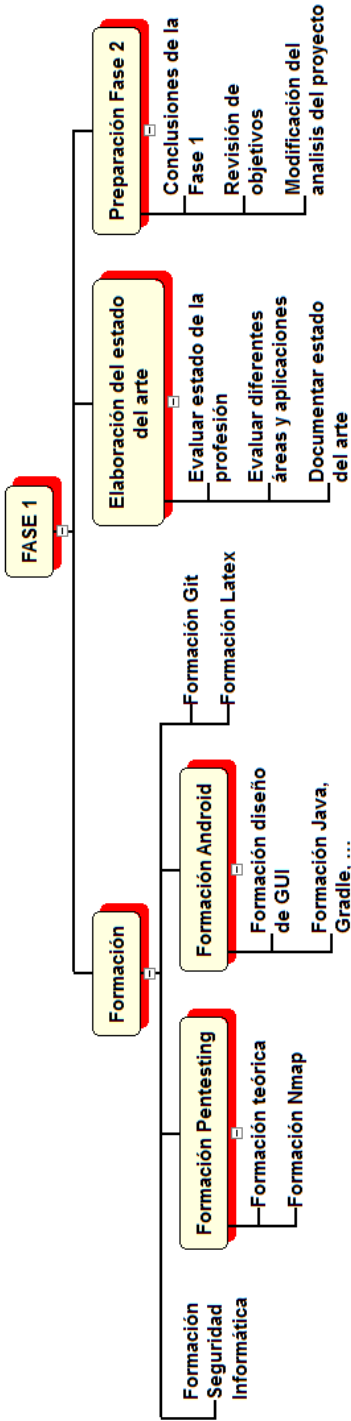 FASE 1
Formación
Elaboración del estado
del arte
Preparación Fase 2
Formación
Seguridad
Informática
Formación Pentesting
Formación teórica
Formación Nmap
Formación Android
Formación diseño
de GUI
Formación Java,
Gradle, ...
Formación Git
Formación Latex
Evaluar estado de la
profesión
Evaluar diferentes
áreas y aplicaciones
Documentar estado
del arte
Conclusiones de la
Fase 1
Revisión de
objetivos
Modificación del
analisis del proyecto